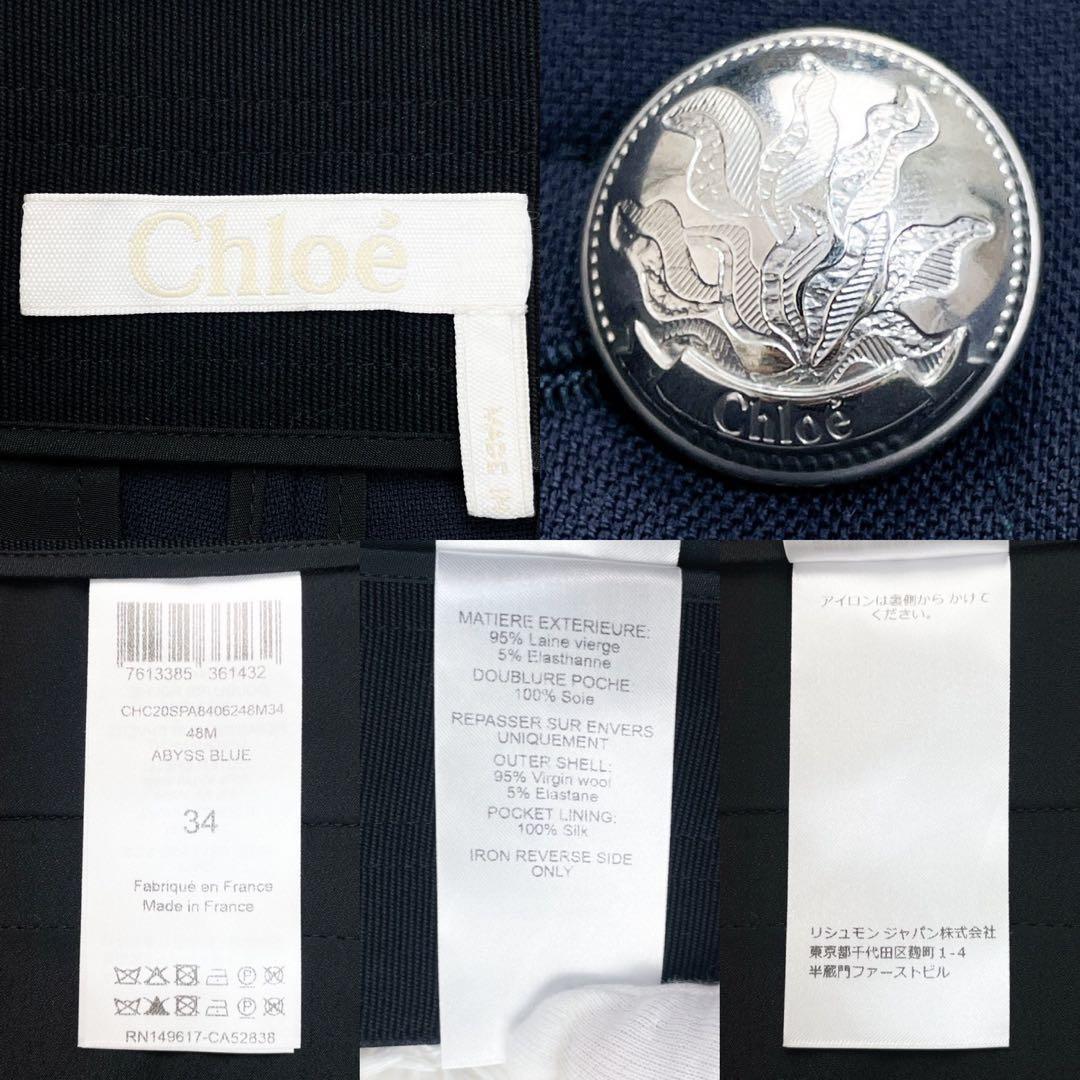 Chloé
MADE IN
Chloé
7613385 361432
CHC20SPA8406248M34
48M
ABYSS BLUE
34
Fabriqué en France
Made in France
RN149617-CA52838
MATIERE EXTERIEURE:
95% Laine vierge
5% Elasthanne
DOUBLURE POCHE:
100% Soie
REPASSER SUR ENVERS
UNIQUEMENT
OUTER SHELL:
95% Virgin wool
5% Elastane
POCKET LINING:
100% Silk
IRON REVERSE SIDE
ONLY
アイロンは裏側から かけて
ください。
リシュモン ジャパン株式会社
東京都千代田区麹町1-4
半蔵門ファーストビル